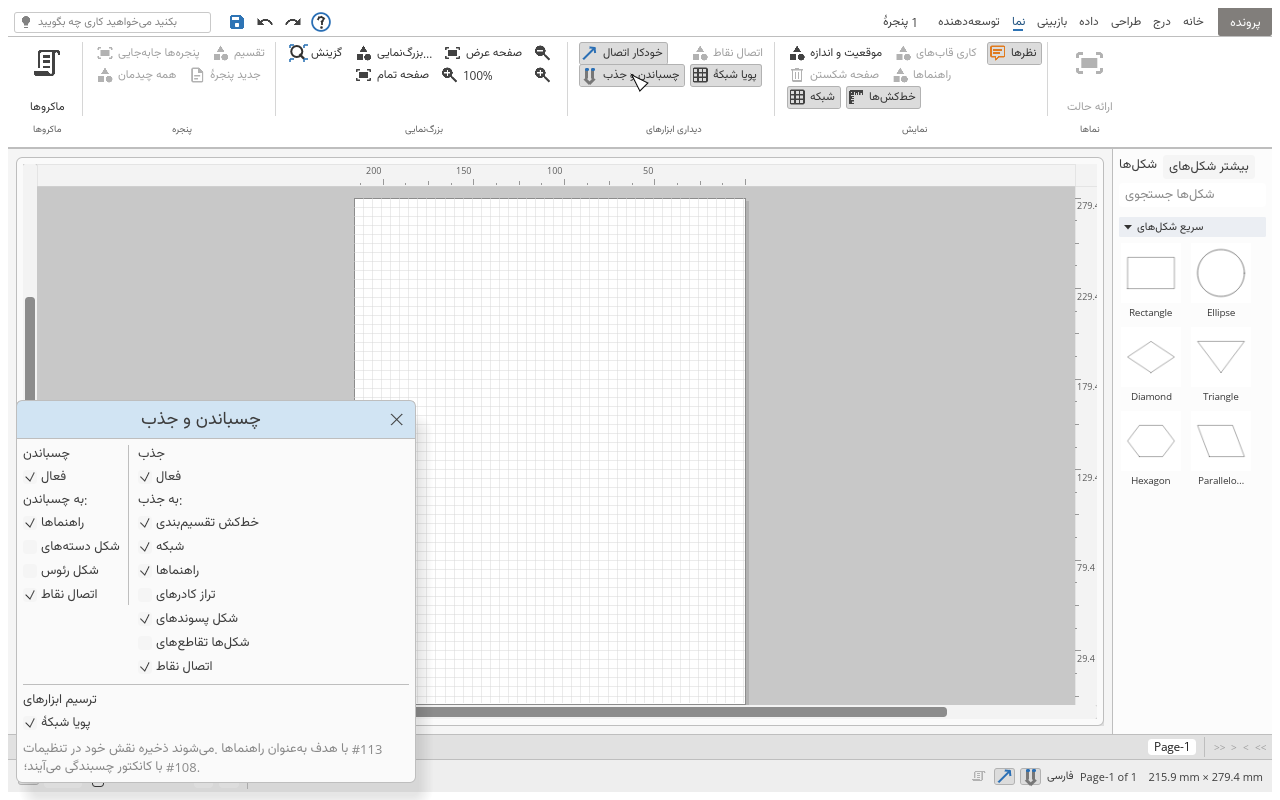 پرونده
خانه
درج
طراحی
داده
بازبینی
نما
توسعه‌دهنده
پنجرهٔ 1
بگویید چه کاری می‌خواهید بکنید
حالت ارائه
نماها
نظرها
قاب‌های کاری
موقعیت و اندازه
راهنماها
شکستن صفحه
خط‌کش‌ها
شبکه
نمایش
نقاط اتصال
اتصال خودکار
شبکهٔ پویا
جذب و چسباندن
ابزارهای دیداری
عرض صفحه
بزرگ‌نمایی...
گزینش
100%
تمام صفحه
بزرگ‌نمایی
تقسیم
جابه‌جایی پنجره‌ها
پنجرهٔ جدید
چیدمان همه
پنجره
ماکروها
ماکروها
200 150 100 50
279.4
229.4
179.4
129.4
79.4
29.4
شکل‌ها
شکل‌های بیشتر
جستجوی شکل‌ها
شکل‌های سریع
Rectangle
Ellipse
Diamond
Triangle
Hexagon
Parallelo...
جذب و چسباندن
چسباندن
فعال
چسباندن به:
راهنماها
دسته‌های شکل
رئوس شکل
نقاط اتصال
جذب
فعال
جذب به:
تقسیم‌بندی خط‌کش
شبکه
راهنماها
کادرهای تراز
پسوندهای شکل
تقاطع‌های شکل‌ها
نقاط اتصال
ابزارهای ترسیم
شبکهٔ پویا
تنظیمات در خود نقش ذخیره می‌شوند. راهنماها به‌عنوان هدف با #113
می‌آیند؛ چسبندگی کانکتور با #108.
Page-1
<< < > >>
فارسی
Page-1 of 1
215.9 mm × 279.4 mm